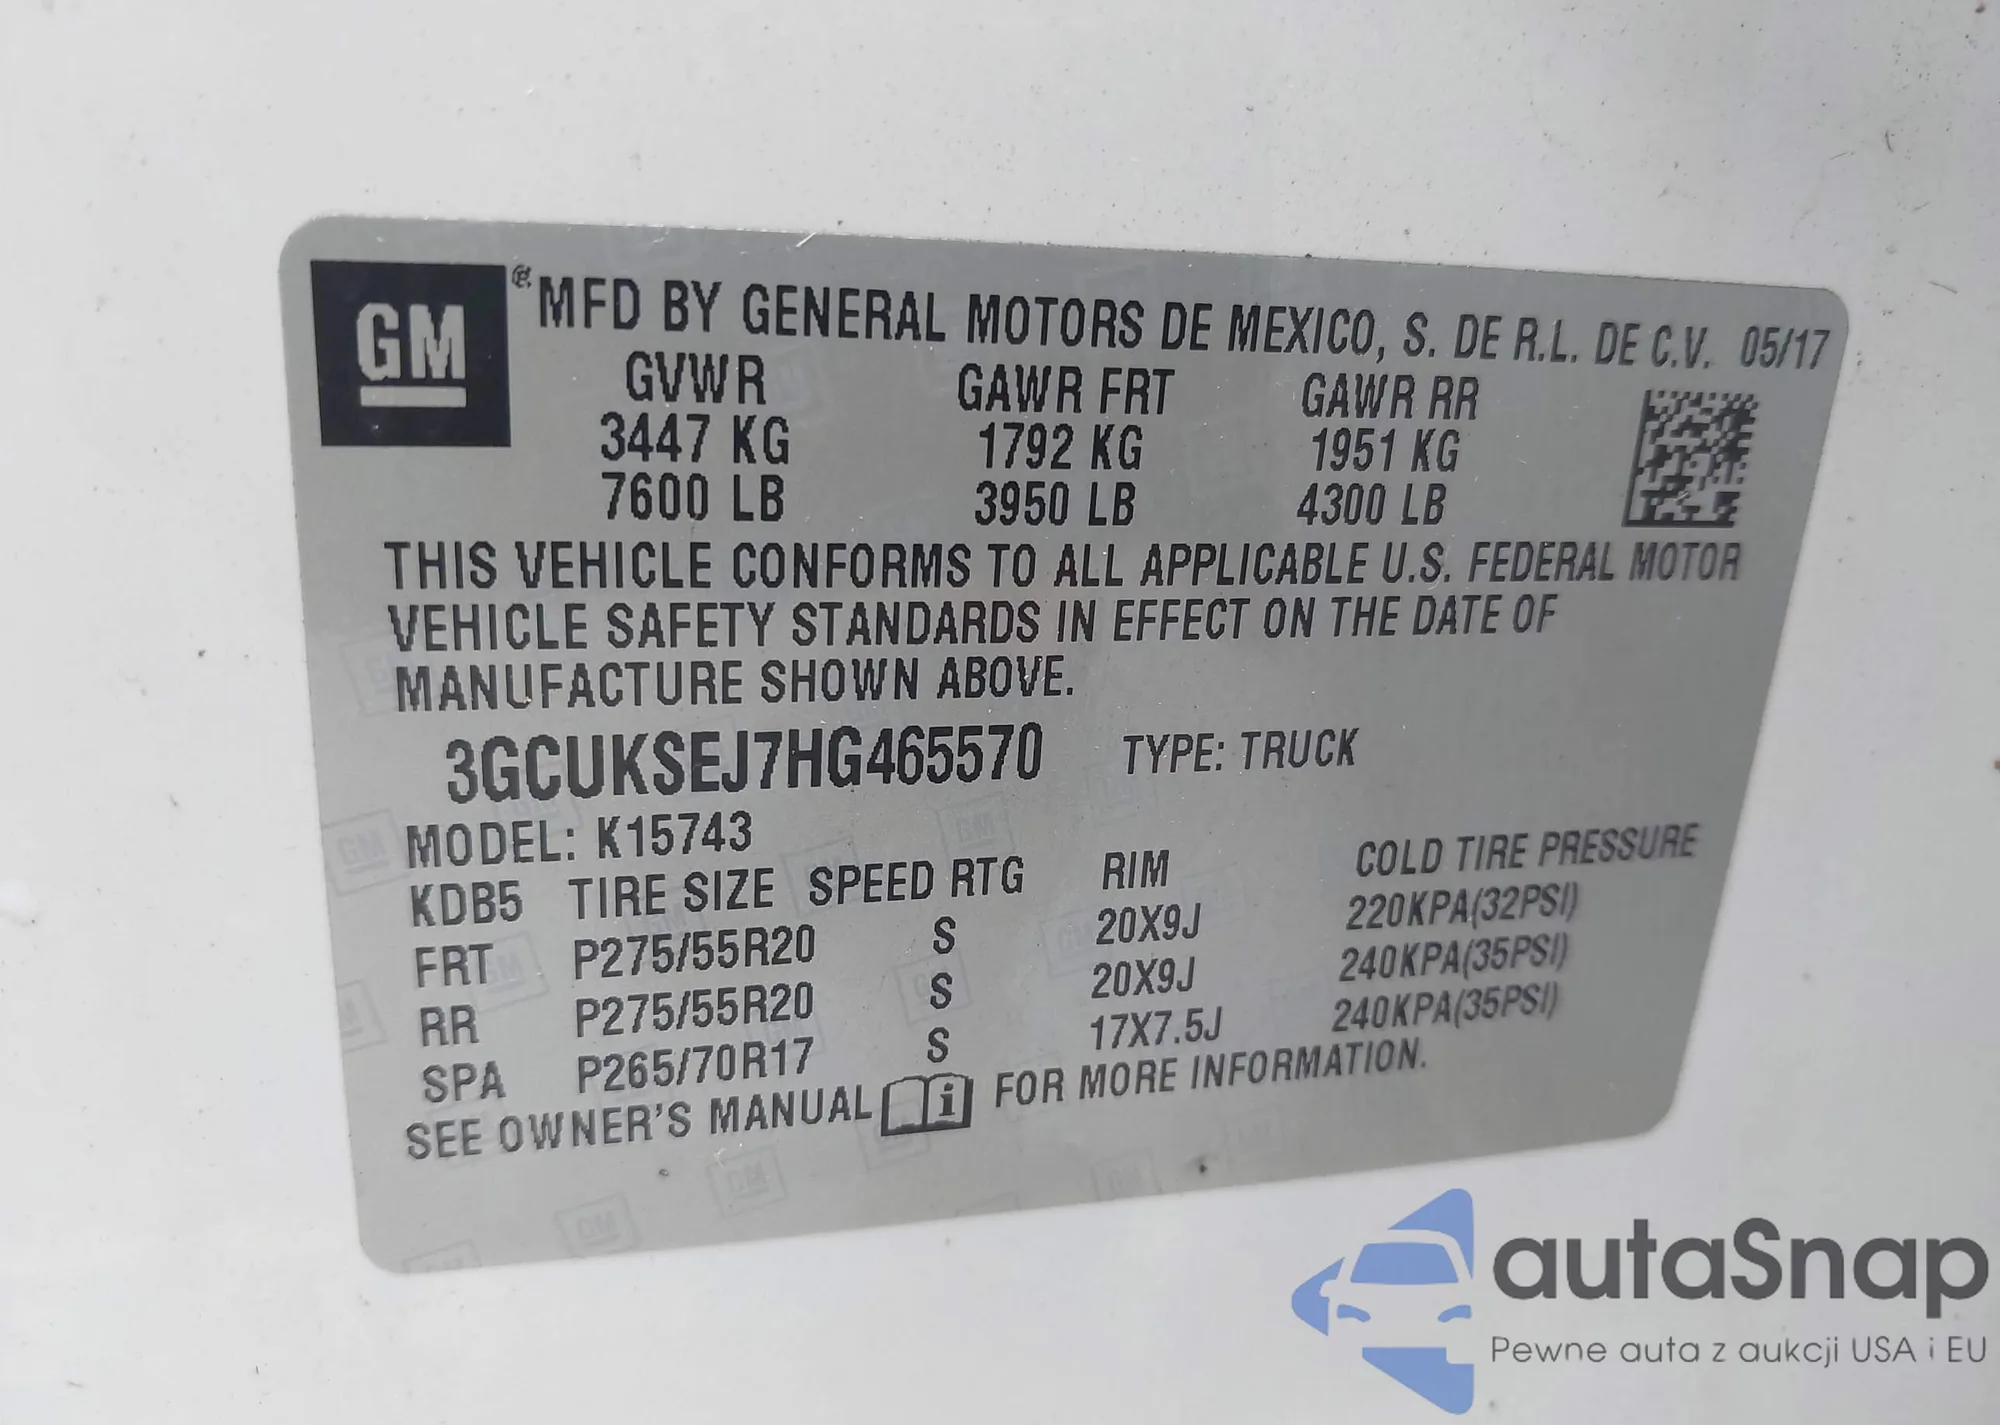 GM ® MFD BY GENERAL MOTORS DE MEXICO, S. DE R.L. DE C.V. 05/17
GVWR GAWR FRT GAWR RR
3447 KG 1792 KG 1951 KG
7600 LB 3950 LB 4300 LB
THIS VEHICLE CONFORMS TO ALL APPLICABLE U.S. FEDERAL MOTOR
VEHICLE SAFETY STANDARDS IN EFFECT ON THE DATE OF
MANUFACTURE SHOWN ABOVE.
3GCUKSEJ7HG465570 TYPE: TRUCK
MODEL: K15743
KDB5 TIRE SIZE SPEED RTG RIM COLD TIRE PRESSURE
FRT P275/55R20 S 20X9J 220KPA(32PSI)
RR P275/55R20 S 20X9J 240KPA(35PSI)
SPA P265/70R17 S 17X7.5J 240KPA(35PSI)
SEE OWNER'S MANUAL i FOR MORE INFORMATION.
autaSnap
Pewne auta z aukcji USA i EU